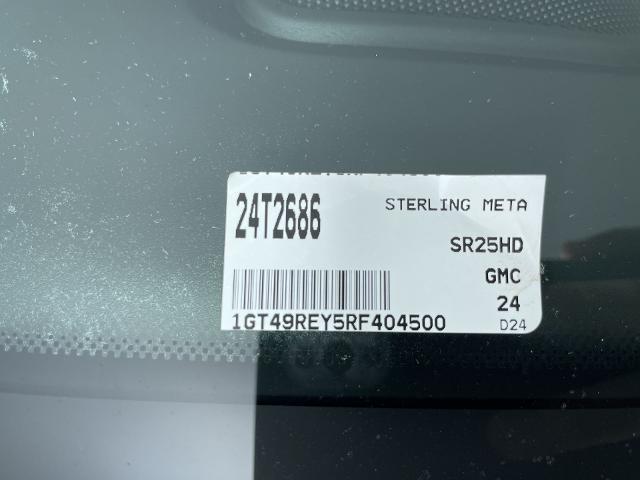 24T2686
STERLING META
SR25HD
GMC
24
1GT49REY5RF404500
D24